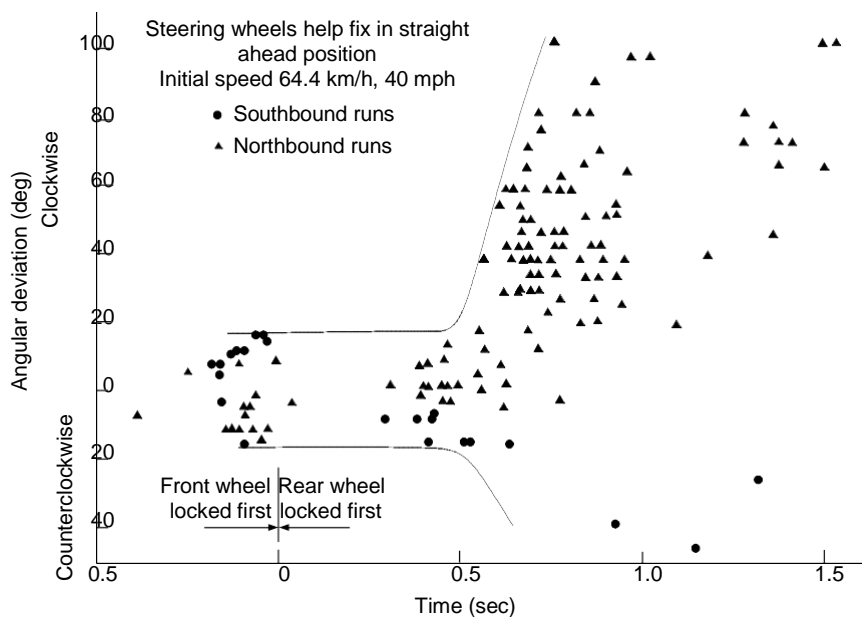 Steering wheels help fix in straight
ahead position
Initial speed 64.4 km/h, 40 mph
Southbound runs
Northbound runs
Angular deviation (deg)
Clockwise
Counterclockwise
100
80
60
40
20
0
20
40
Front wheel
locked first
Rear wheel
locked first
0.5
0
0.5
1.0
1.5
Time (sec)